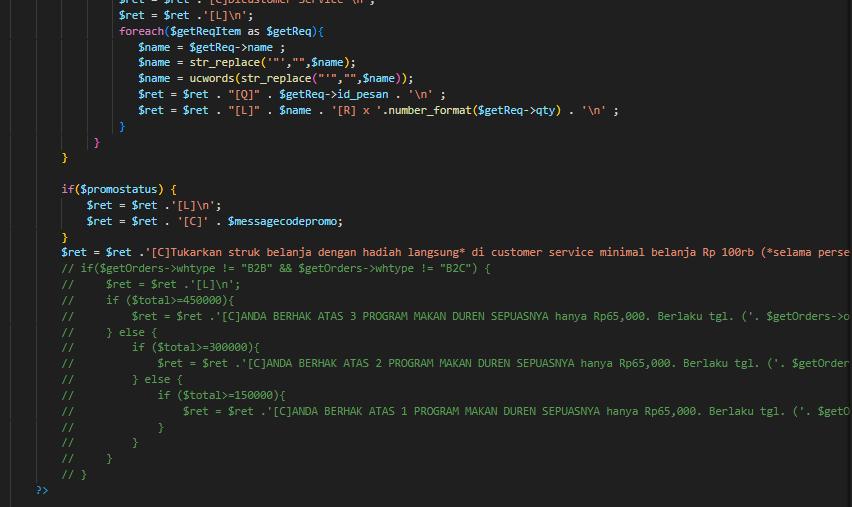 $ret = $ret .'[C]Dicustomer Service\n';
$ret = $ret .'[L]\n';
foreach($getReqItem as $getReq){
$name = $getReq->name ;
$name = str_replace('"',"",$name);
$name = ucwords(str_replace("'","",$name));
$ret = $ret . "[Q]" . $getReq->id_pesan . '\n' ;
$ret = $ret . "[L]" . $name . '[R] x '.number_format($getReq->qty) . '\n' ;
}
}
}
if($promostatus) {
$ret = $ret .'[L]\n';
$ret = $ret . '[C]' . $messagecodepromo;
}
$ret = $ret .'[C]Tukarkan struk belanja dengan hadiah langsung* di customer service minimal belanja Rp 100rb (*selama perse
// if($getOrders->whtype != "B2B" && $getOrders->whtype != "B2C") {
// $ret = $ret .'[L]\n';
// if ($total>=450000){
// $ret = $ret .'[C]ANDA BERHAK ATAS 3 PROGRAM MAKAN DUREN SEPUASNYA hanya Rp65,000. Berlaku tgl. ('. $getOrders->o
// } else {
// if ($total>=300000){
// $ret = $ret .'[C]ANDA BERHAK ATAS 2 PROGRAM MAKAN DUREN SEPUASNYA hanya Rp65,000. Berlaku tgl. ('. $getOrder
// } else {
// if ($total>=150000){
// $ret = $ret .'[C]ANDA BERHAK ATAS 1 PROGRAM MAKAN DUREN SEPUASNYA hanya Rp65,000. Berlaku tgl. ('. $getO
// }
// }
// }
// }
?>